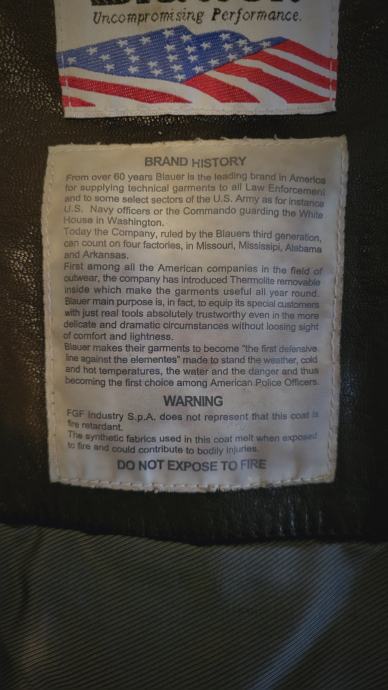 Uncompromising Performance.
BRAND HISTORY
From over 60 years Blauer is the leading brand in America
for supplying technical garments to all Law Enforcement
and to some select sectors of the U.S. Army as for instance
U.S. Navy officers or the Commando guarding the White
House in Washington.
Today the Company, ruled by the Blauers third generation,
can count on four factories, in Missouri, Mississipi, Alabama
and Arkansas.
First among all the American companies in the field of
outwear, the company has introduced Thermolite removable
inside which make the garments useful all year round.
Blauer main purpose is, in fact, to equip its special customers
with just real tools absolutely trustworthy even in the more
delicate and dramatic circumstances without loosing sight
of comfort and lightness.
Blauer makes their garments to become "the first defensive
line against the elementes" made to stand the weather, cold
and hot temperatures, the water and the danger and thus
becoming the first choice among American Police Officers.
WARNING
FGF Industry S.p.A. does not represent that this coat is
fire retardant.
The synthetic fabrics used in this coat melt when exposed
to fire and could contribute to bodily injuries.
DO NOT EXPOSE TO FIRE